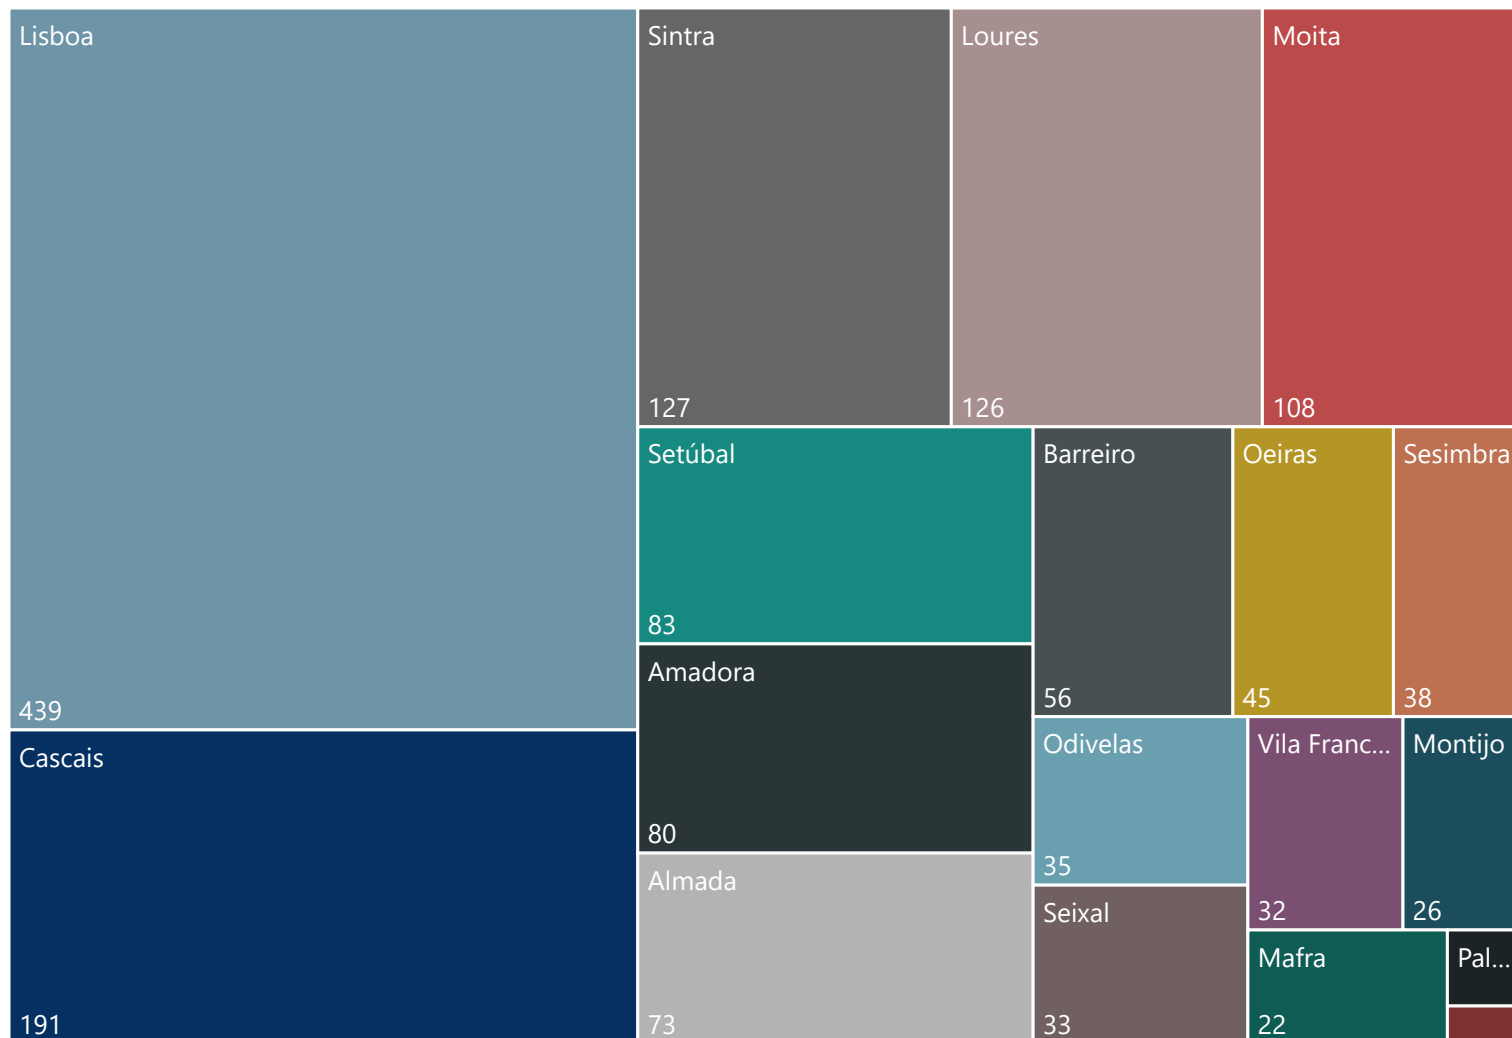 Lisboa
439
Cascais
191
Sintra
127
Loures
126
Moita
108
Setúbal
83
Amadora
80
Almada
73
Barreiro
56
Oeiras
45
Sesimbra
38
Odivelas
35
Seixal
33
Vila Franc...
32
Montijo
26
Mafra
22
Pal...